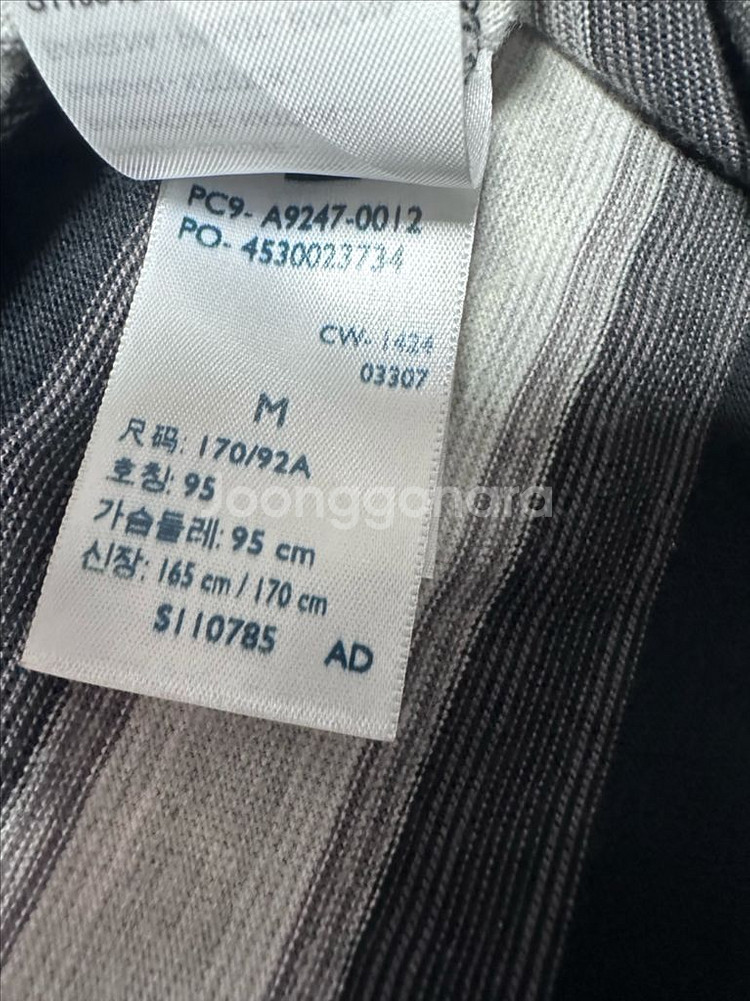 PC9- A9247-0012
PO- 4530023734
CW- 1424
03307
M
尺码: 170/92A
호칭: 95
Joonggonara
가슴둘레: 95 cm
신장: 165 cm / 170 cm
S110785 AD